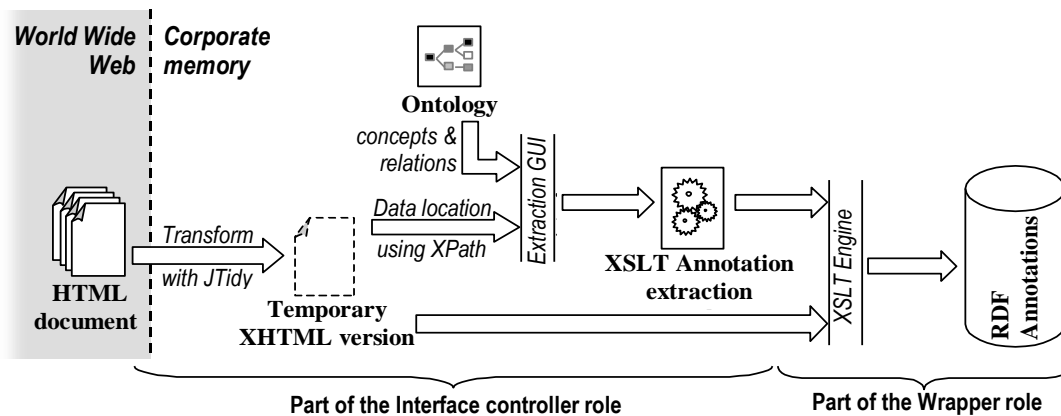 World Wide
Web
Corporate
memory
Ontology
concepts &
relations
Extraction GUI
Data location
using XPath
Transform
with JTidy
HTML
document
Temporary
XHTML version
XSLT Annotation
extraction
XSLT Engine
RDF
Annotations
Part of the Interface controller role
Part of the Wrapper role